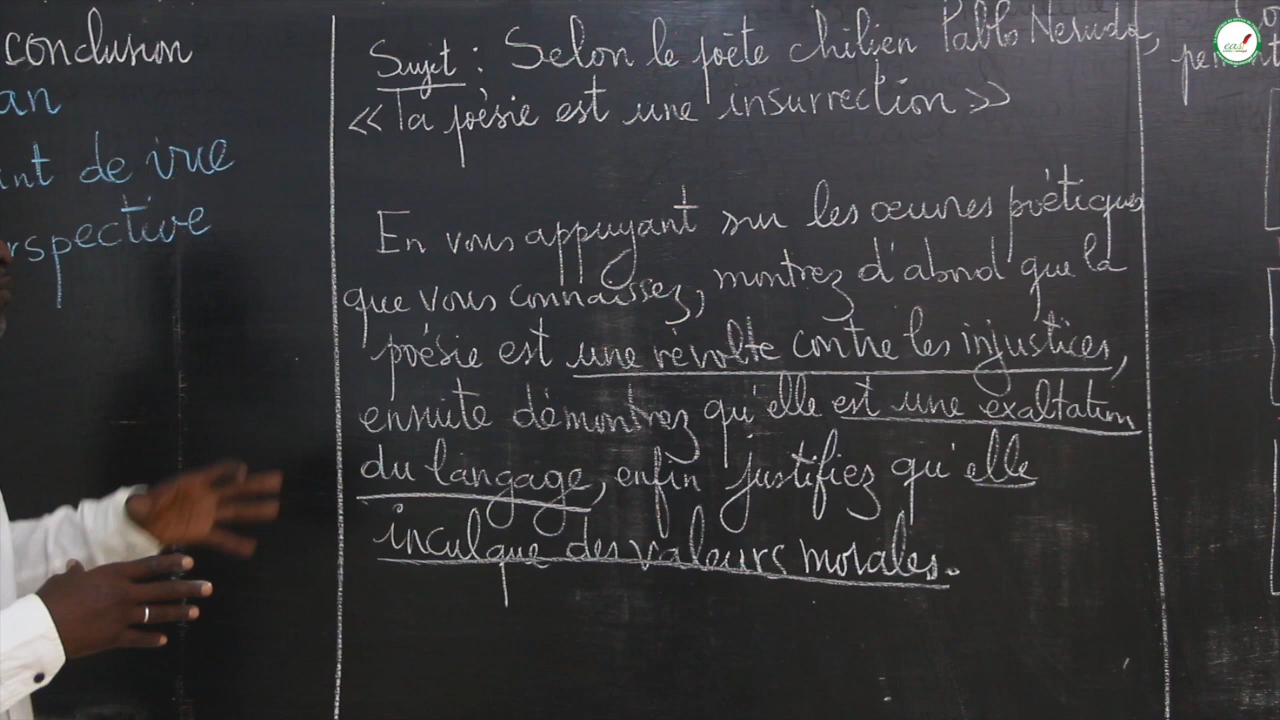 conclusion
an
int de vue
rspective
Sujet : Selon le poète chilien Pablo Neruda,
« la poésie est une insurrection »
En vous appuyant sur les œuvres poétiques
que vous connaissez, montrez d'abord que la
poésie est une révolte contre les injustices,
ensuite démontrez qu'elle est une exaltation
du langage, enfin justifiez qu'elle
inculque des valeurs morales.